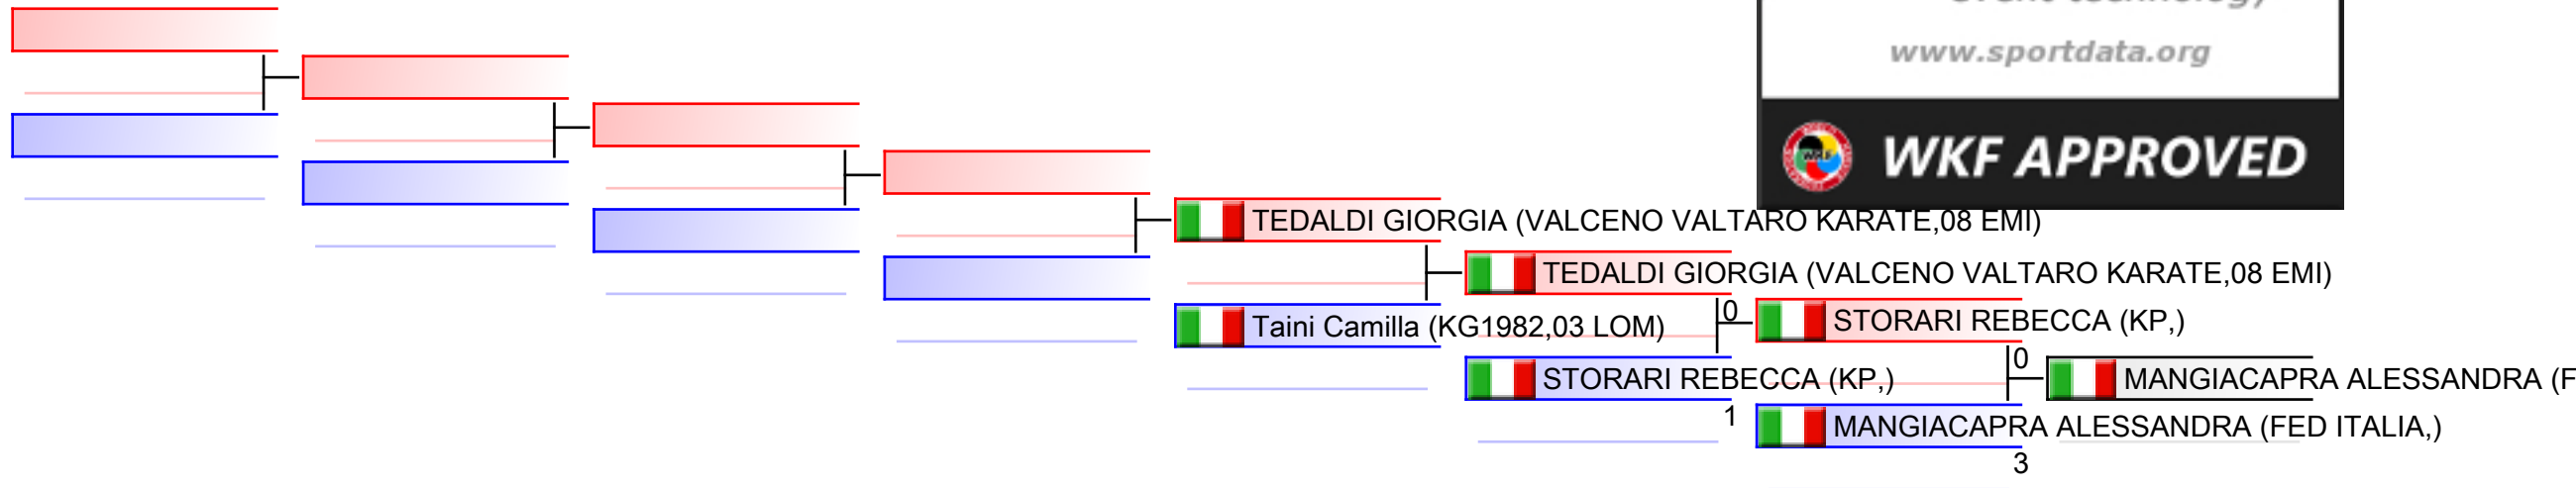 event technology
www.sportdata.org
WKF APPROVED
TEDALDI GIORGIA (VALCENO VALTARO KARATE,08 EMI)
TEDALDI GIORGIA (VALCENO VALTARO KARATE,08 EMI)
0
Taini Camilla (KG1982,03 LOM)
STORARI REBECCA (KP,)
0
STORARI REBECCA (KP,)
1
MANGIACAPRA ALESSANDRA (F
MANGIACAPRA ALESSANDRA (FED ITALIA,)
3